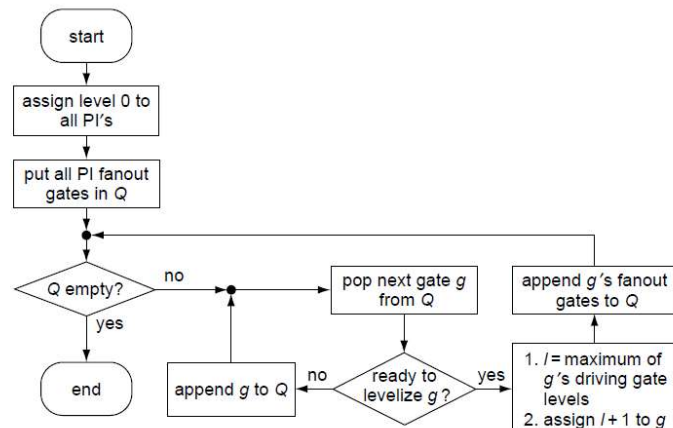 start
assign level 0 to
all PI's
put all PI fanout
gates in Q
Q empty?
no
yes
end
pop next gate g
from Q
ready to
levelize g?
no
append g to Q
yes
1. l = maximum of
g's driving gate
levels
2. assign l + 1 to g
append g's fanout
gates to Q